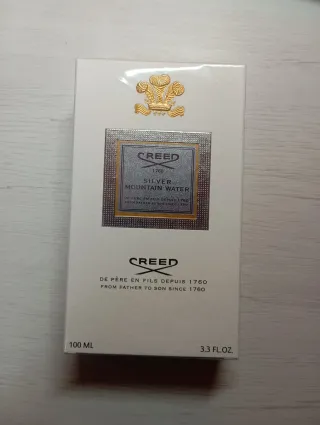 CREED
1760
SILVER
MOUNTAIN WATER
CREED
DE PÈRE EN FILS DEPUIS 1760
FROM FATHER TO SON SINCE 1760
100 ML
3.3 FL.OZ.